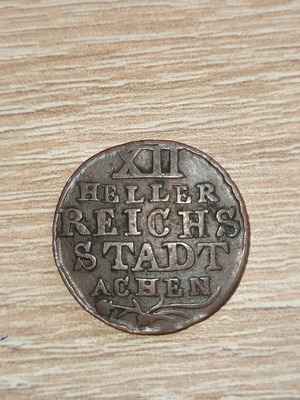 XII
HELLER
REICHS
STADT
ACHEN